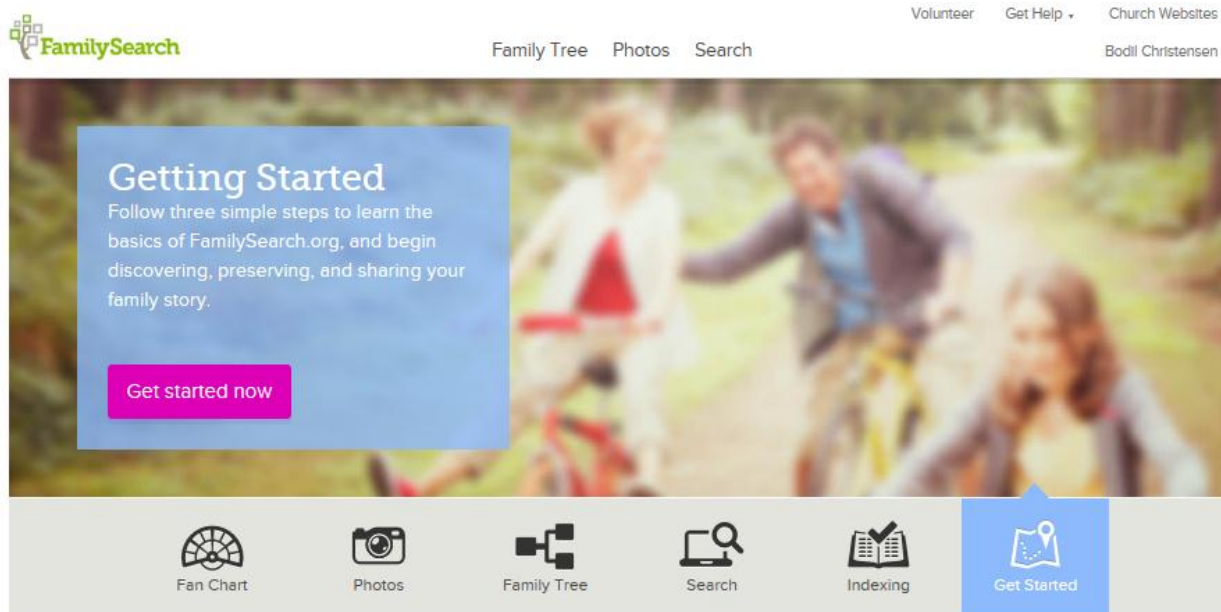 Volunteer Get Help Church Websites
FamilySearch
Family Tree Photos Search
Bodil Christensen
Getting Started
Follow three simple steps to learn the
basics of FamilySearch.org, and begin
discovering, preserving, and sharing your
family story.
Get started now
Fan Chart Photos Family Tree Search Indexing Get Started